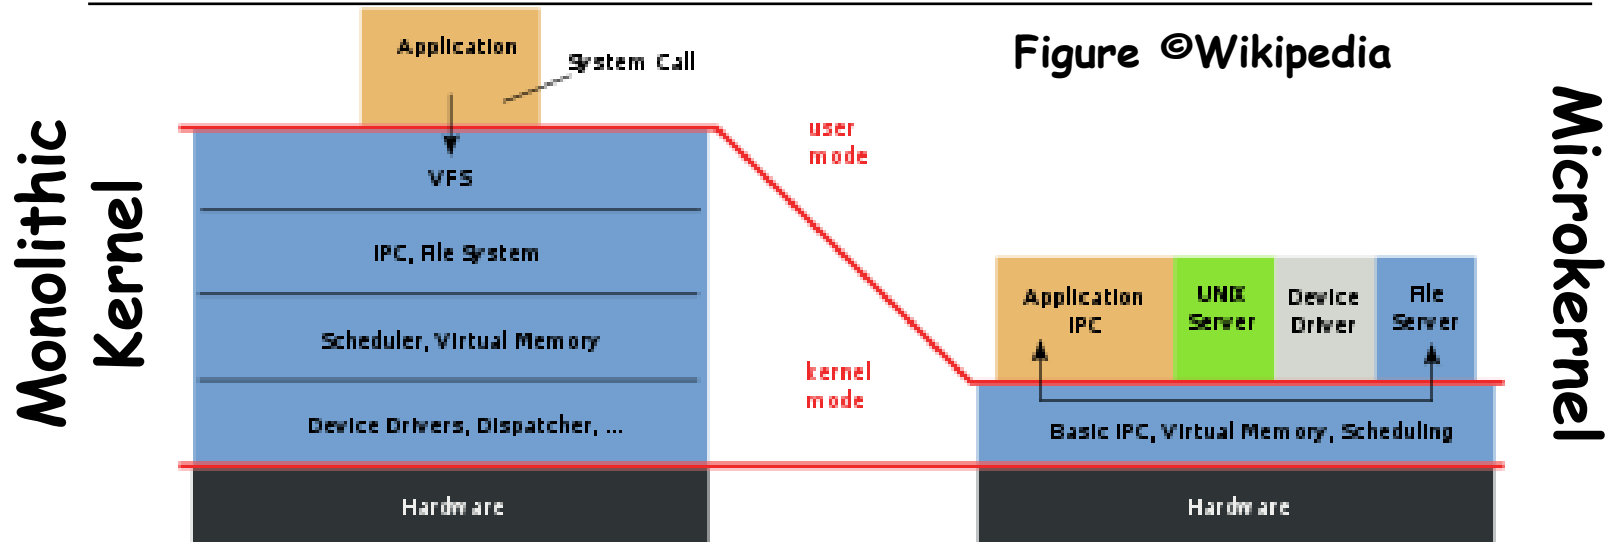 Figure ©Wikipedia
Monolithic
Kernel
Application
System Call
VFS
IPC, File System
Scheduler, Virtual Memory
Device Drivers, Dispatcher, ...
Hardware
user
mode
kernel
mode
Application
IPC
UNIX
Server
Device
Driver
File
Server
Basic IPC, Virtual Memory, Scheduling
Hardware
Microkernel